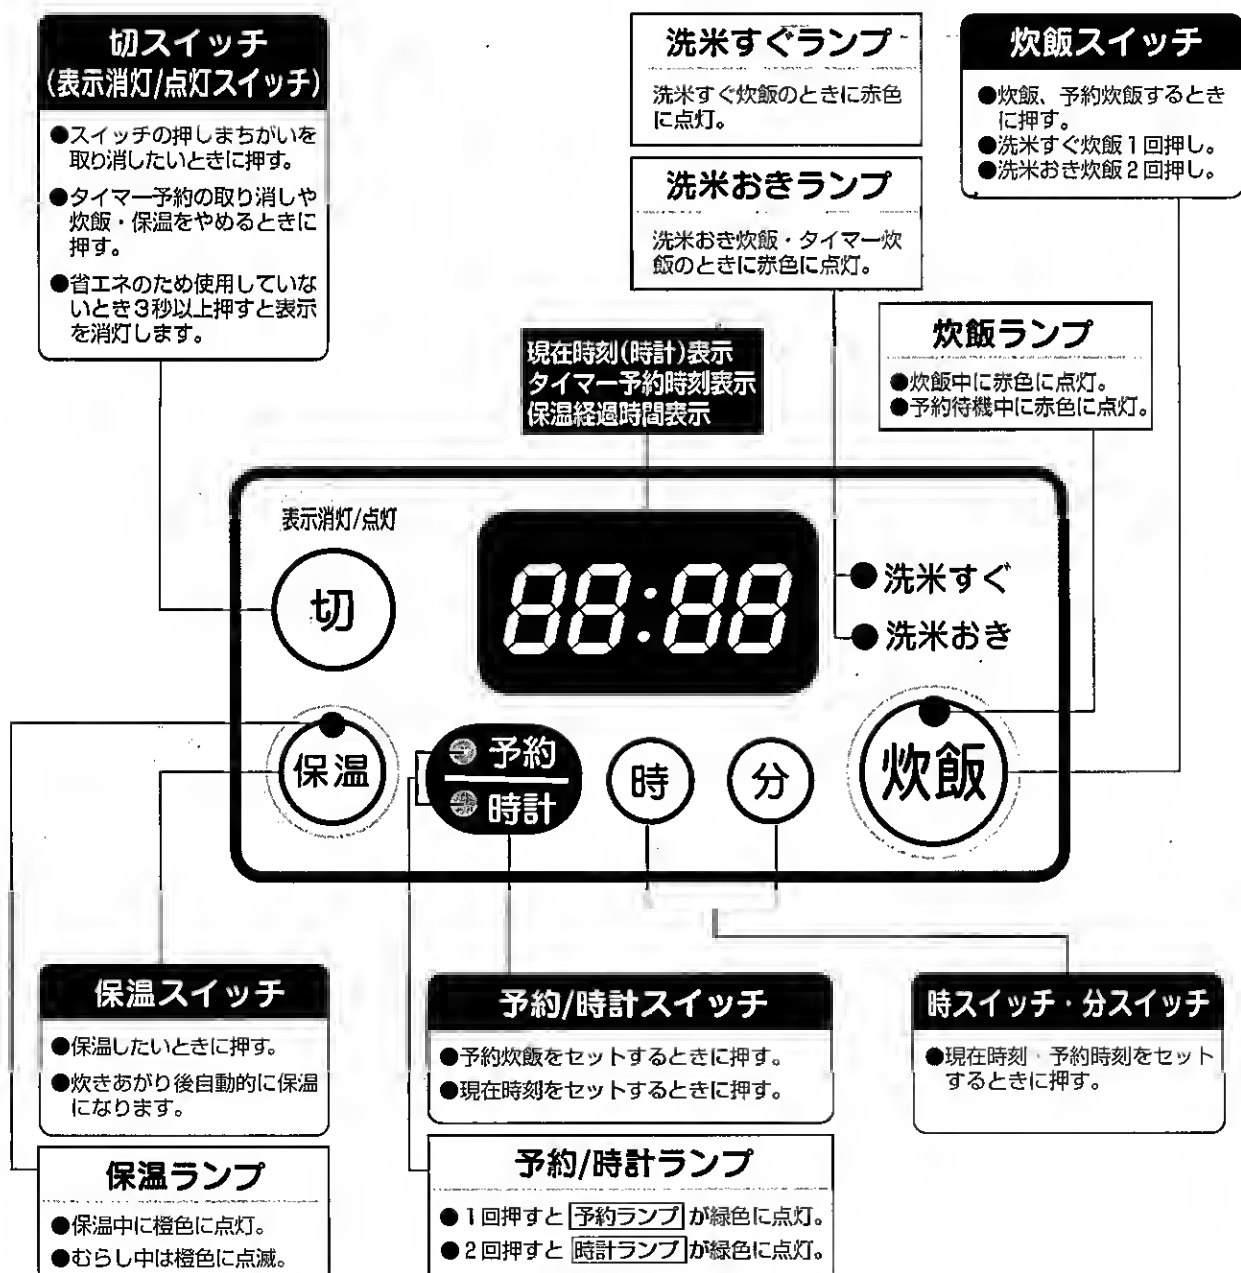 切スイッチ
(表示消灯/点灯スイッチ)
●スイッチの押しまちがいを
取り消したいときに押す。
●タイマー予約の取り消しや
炊飯・保温をやめるときに
押す。
●省エネのため使用していな
いとき3秒以上押すと表示
を消灯します。
洗米すぐランプ
洗米すぐ炊飯のときに赤色
に点灯。
洗米おきランプ
洗米おき炊飯・タイマー炊
飯のときに赤色に点灯。
炊飯スイッチ
●炊飯、予約炊飯するとき
に押す。
●洗米すぐ炊飯1回押し。
●洗米おき炊飯2回押し。
炊飯ランプ
●炊飯中に赤色に点灯。
●予約待機中に赤色に点灯。
現在時刻(時計)表示
タイマー予約時刻表示
保温経過時間表示
表示消灯/点灯
切
88:88
●洗米すぐ
●洗米おき
保温
予約
時計
時
分
炊飯
保温スイッチ
●保温したいときに押す。
●炊きあがり後自動的に保温
になります。
保温ランプ
●保温中に橙色に点灯。
●むらし中は橙色に点滅。
予約/時計スイッチ
●予約炊飯をセットするときに押す。
●現在時刻をセットするときに押す。
予約/時計ランプ
●1回押すと予約ランプが緑色に点灯。
●2回押すと時計ランプが緑色に点灯。
時スイッチ・分スイッチ
●現在時刻・予約時刻をセット
するときに押す。